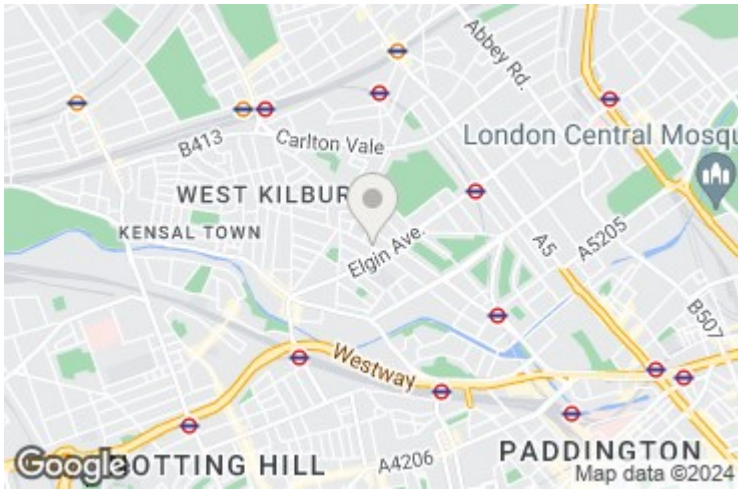 Abbey Rd.
B413
Carlton Vale
London Central Mosqu
WEST KILBUR
KENSAL TOWN
Elgin Ave.
A5
A5205
B507
Westway
A4206
PADDINGTON
Google
OTTING HILL
Map data ©2024